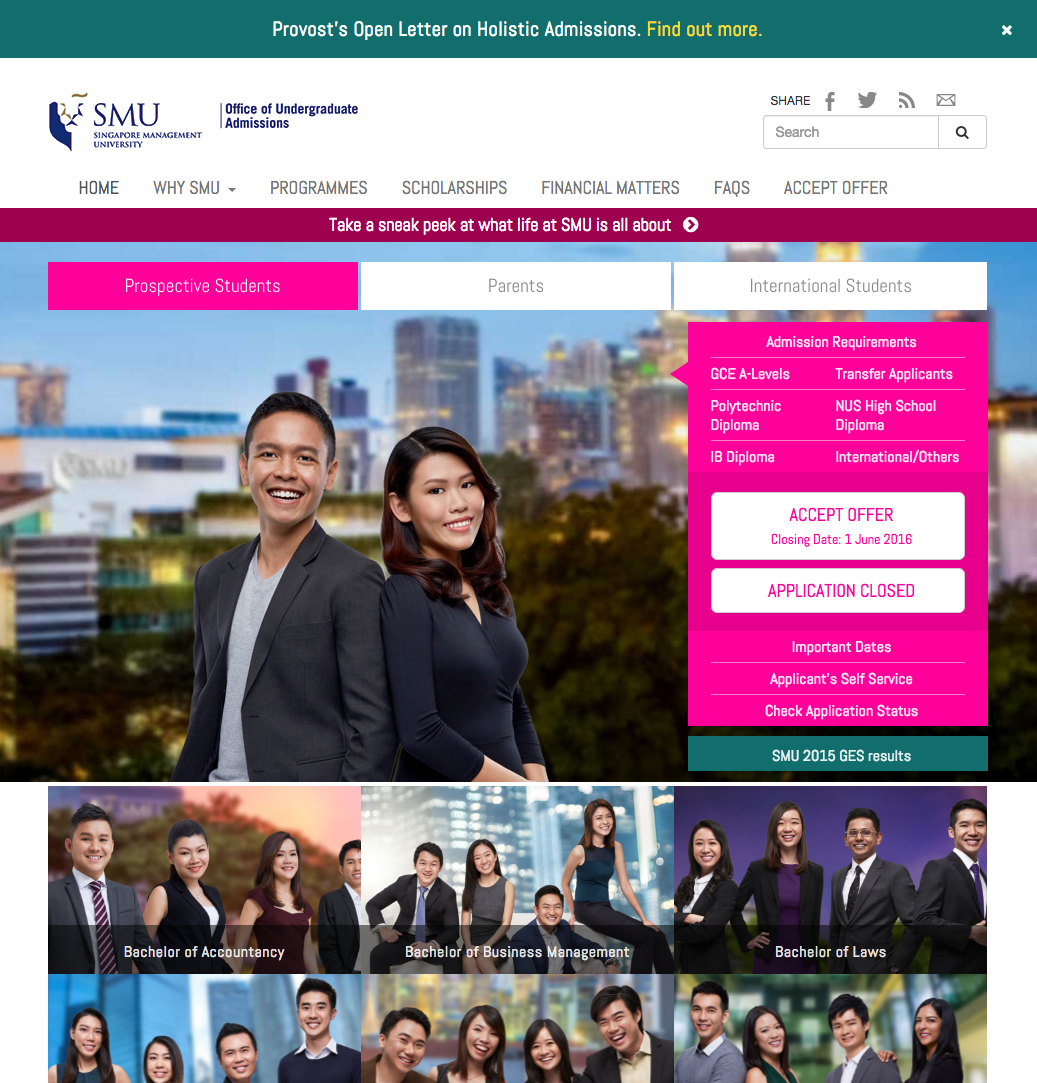 Provost's Open Letter on Holistic Admissions. Find out more.
SMU
SINGAPORE MANAGEMENT
UNIVERSITY
Office of Undergraduate
Admissions
SHARE
Search
HOME WHY SMU PROGRAMMES SCHOLARSHIPS FINANCIAL MATTERS FAQS ACCEPT OFFER
Take a sneak peek at what life at SMU is all about
Prospective Students Parents International Students
Admission Requirements
GCE A-Levels Transfer Applicants
Polytechnic NUS High School
Diploma Diploma
IB Diploma International/Others
ACCEPT OFFER
Closing Date: 1 June 2016
APPLICATION CLOSED
Important Dates
Applicant's Self Service
Check Application Status
SMU 2015 GES results
SMU
Bachelor of Accountancy Bachelor of Business Management Bachelor of Laws